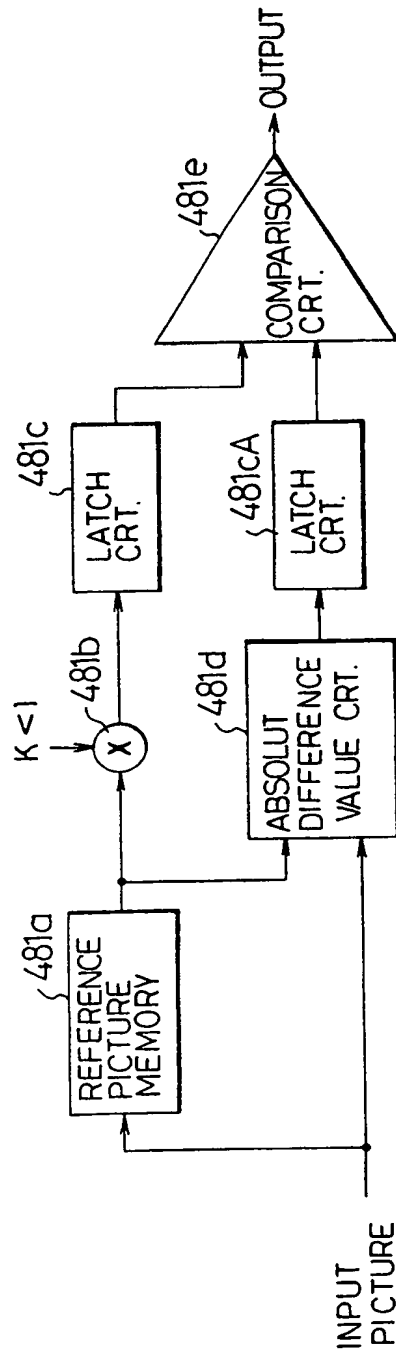 INPUT
PICTURE
481a
REFERENCE
PICTURE
MEMORY
K < 1
481b
X
481c
LATCH
CRT.
481d
ABSOLUT
DIFFERENCE
VALUE CRT.
481cA
LATCH
CRT.
481e
COMPARISON
CRT.
OUTPUT